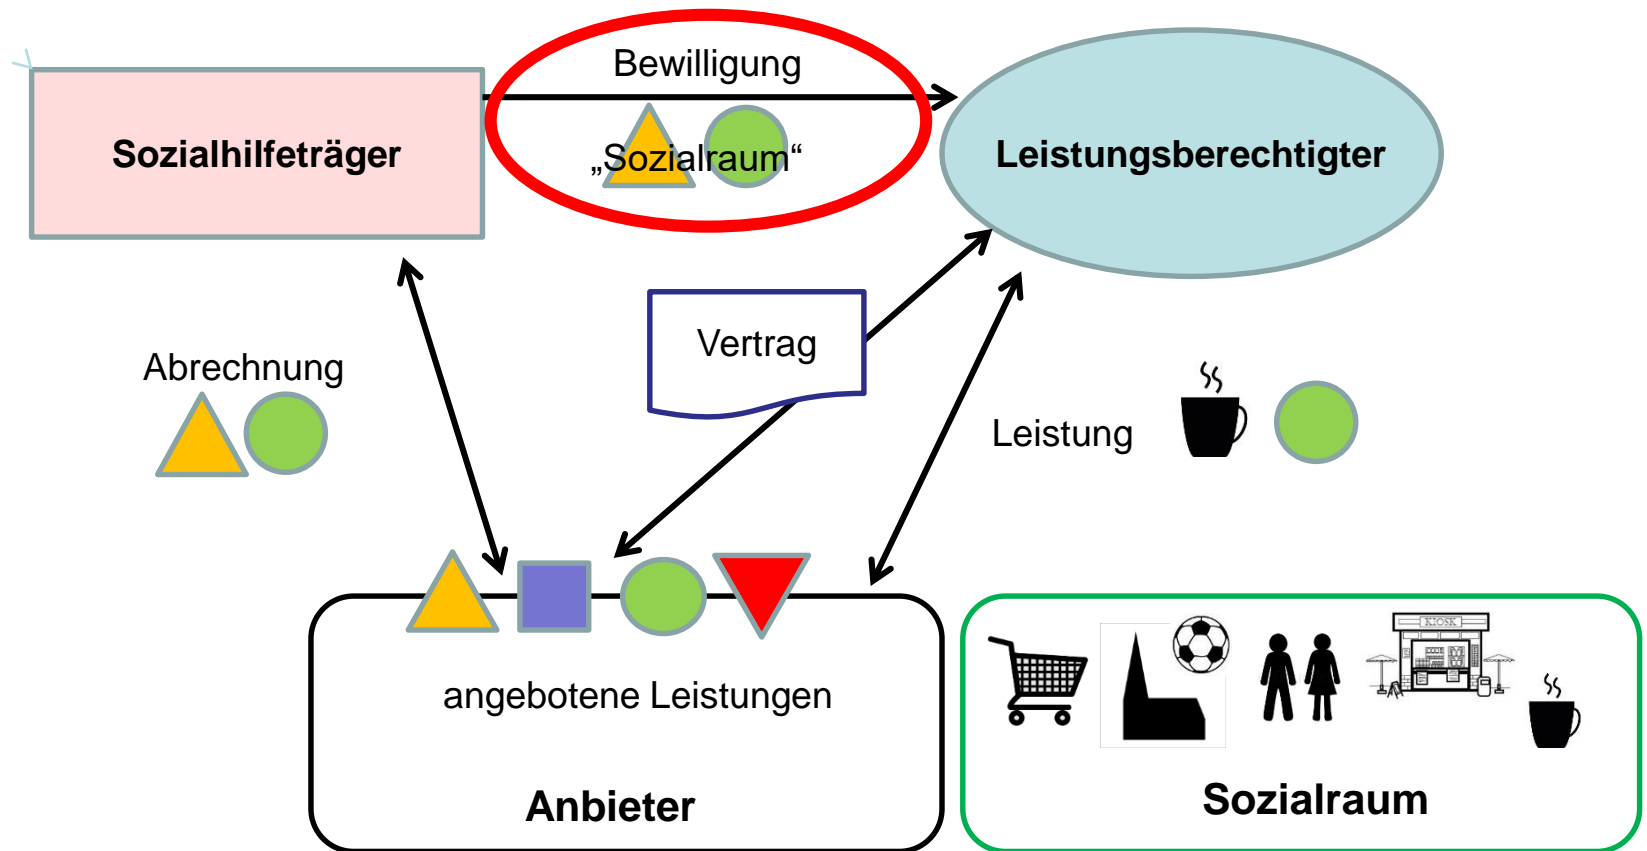 Bewilligung
Sozialhilfeträger
„Sozialraum“
Leistungsberechtigter
Vertrag
Abrechnung
Leistung
KIOSK
angebotene Leistungen
Anbieter
Sozialraum